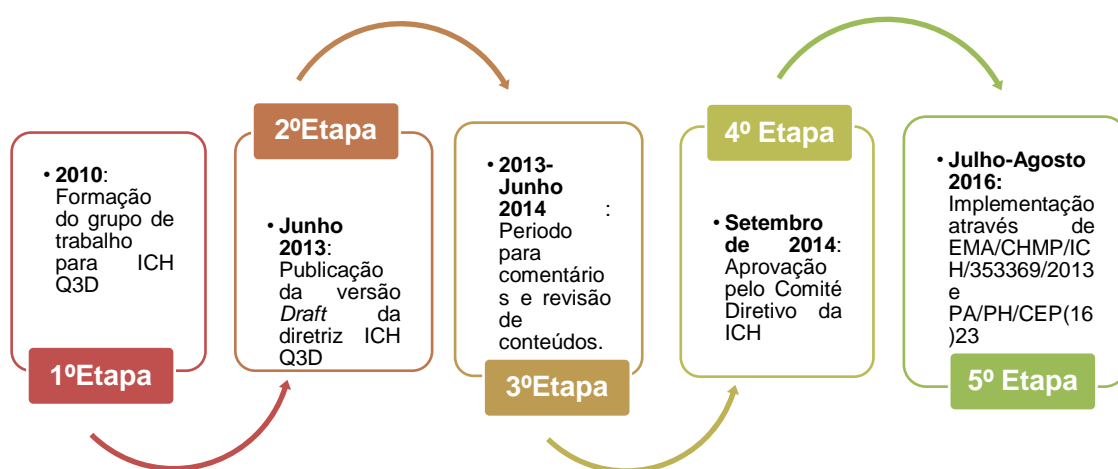 • 2010:
Formação
do grupo de
trabalho
para ICH
Q3D
1ºEtapa
2ºEtapa
• Junho
2013:
Publicação
da versão
Draft da
diretriz ICH
Q3D
• 2013-
Junho
2014 :
Periodo
para
comentário
s e revisão
de
conteúdos.
3ºEtapa
4º Etapa
• Setembro
de 2014:
Aprovação
pelo Comité
Diretivo da
ICH
• Julho-Agosto
2016:
Implementação
através de
EMA/CHMP/IC
H/353369/2013
e
PA/PH/CEP(16
)23
5º Etapa